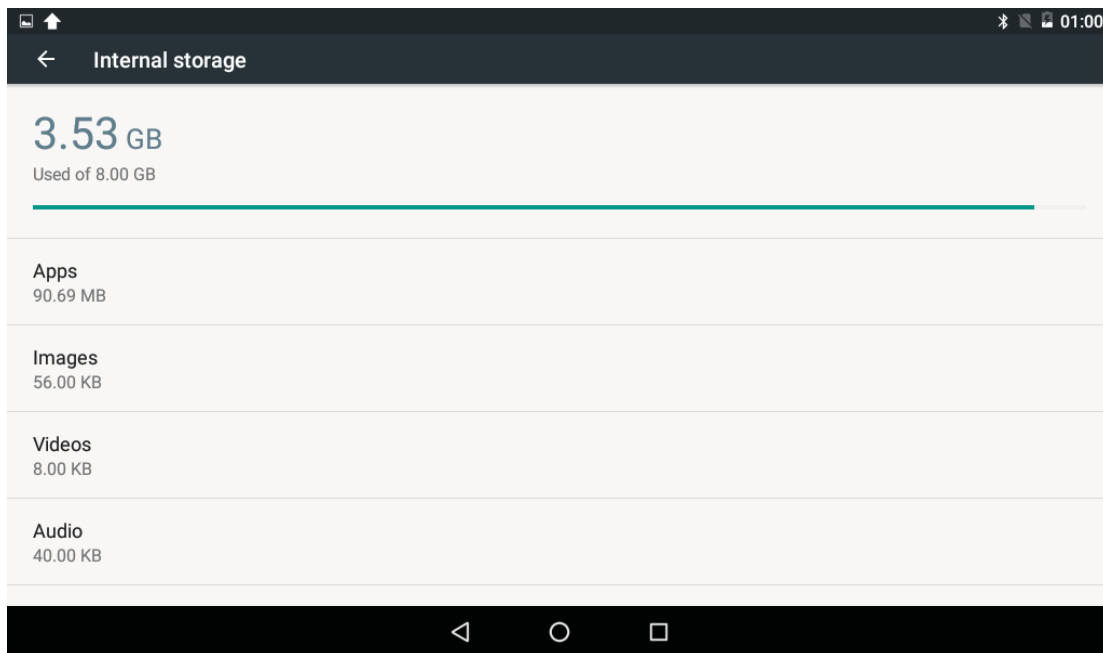 01:00
Internal storage
3.53 GB
Used of 8.00 GB
Apps
90.69 MB
Images
56.00 KB
Videos
8.00 KB
Audio
40.00 KB